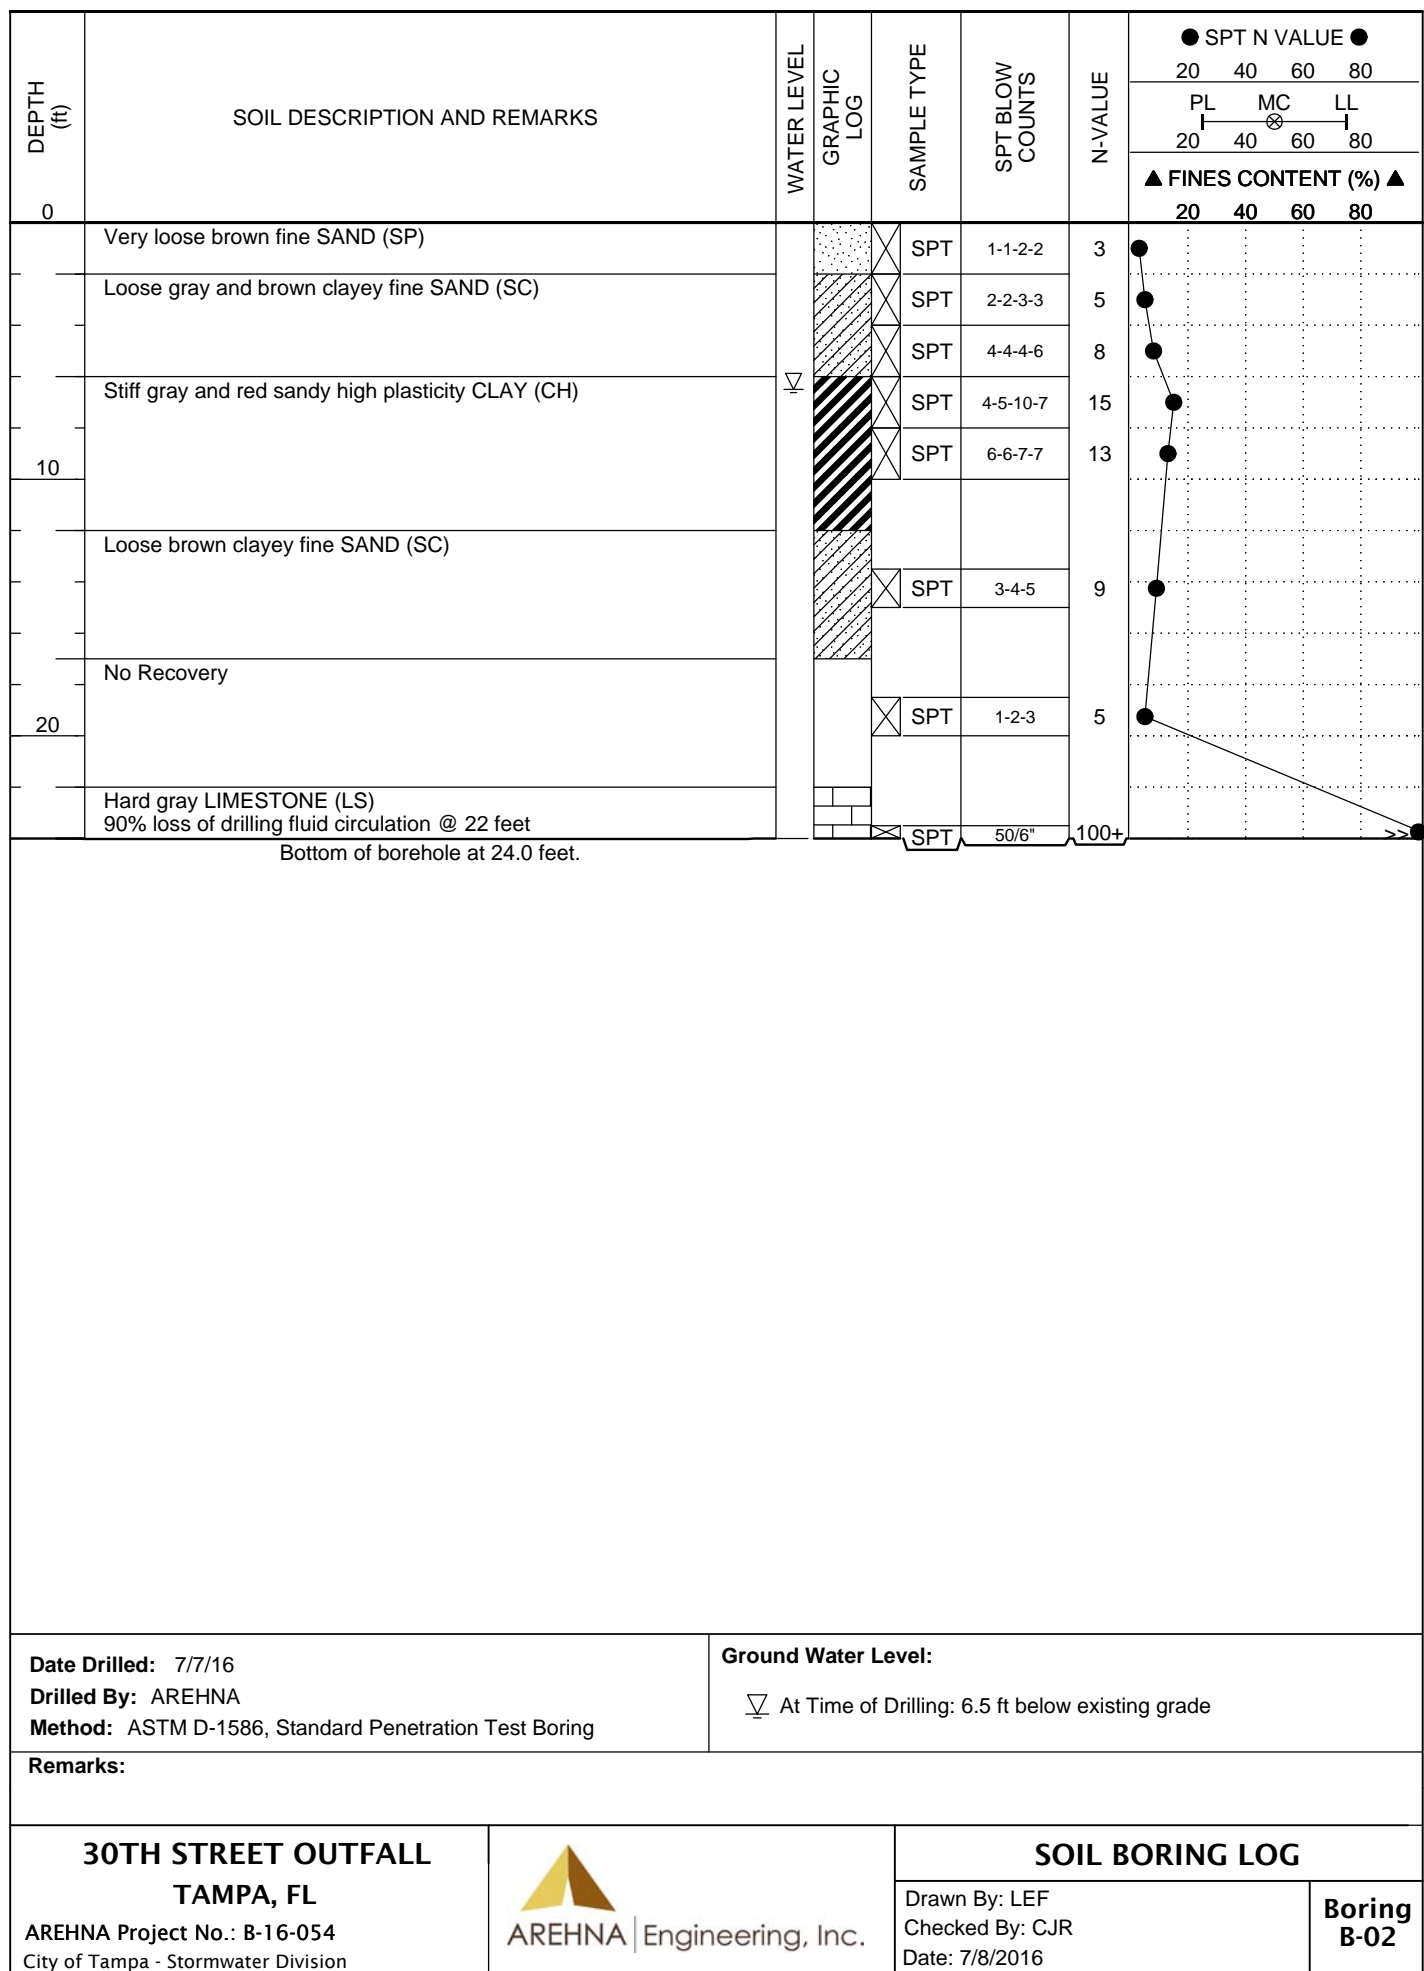 DEPTH (ft)
SOIL DESCRIPTION AND REMARKS
WATER LEVEL
GRAPHIC LOG
SAMPLE TYPE
SPT BLOW COUNTS
N-VALUE
● SPT N VALUE ●
20 40 60 80
PL MC LL
20 40 60 80
▲ FINES CONTENT (%) ▲
20 40 60 80
0
Very loose brown fine SAND (SP)
SPT 1-1-2-2 3
Loose gray and brown clayey fine SAND (SC)
SPT 2-2-3-3 5
SPT 4-4-4-6 8
Stiff gray and red sandy high plasticity CLAY (CH)
SPT 4-5-10-7 15
SPT 6-6-7-7 13
10
Loose brown clayey fine SAND (SC)
SPT 3-4-5 9
No Recovery
SPT 1-2-3 5
20
Hard gray LIMESTONE (LS)
90% loss of drilling fluid circulation @ 22 feet
SPT 50/6" 100+ >>
Bottom of borehole at 24.0 feet.
Date Drilled: 7/7/16
Drilled By: AREHNA
Method: ASTM D-1586, Standard Penetration Test Boring
Ground Water Level:
At Time of Drilling: 6.5 ft below existing grade
Remarks:
30TH STREET OUTFALL
TAMPA, FL
AREHNA Project No.: B-16-054
City of Tampa - Stormwater Division
AREHNA Engineering, Inc.
SOIL BORING LOG
Drawn By: LEF
Checked By: CJR
Date: 7/8/2016
Boring
B-02